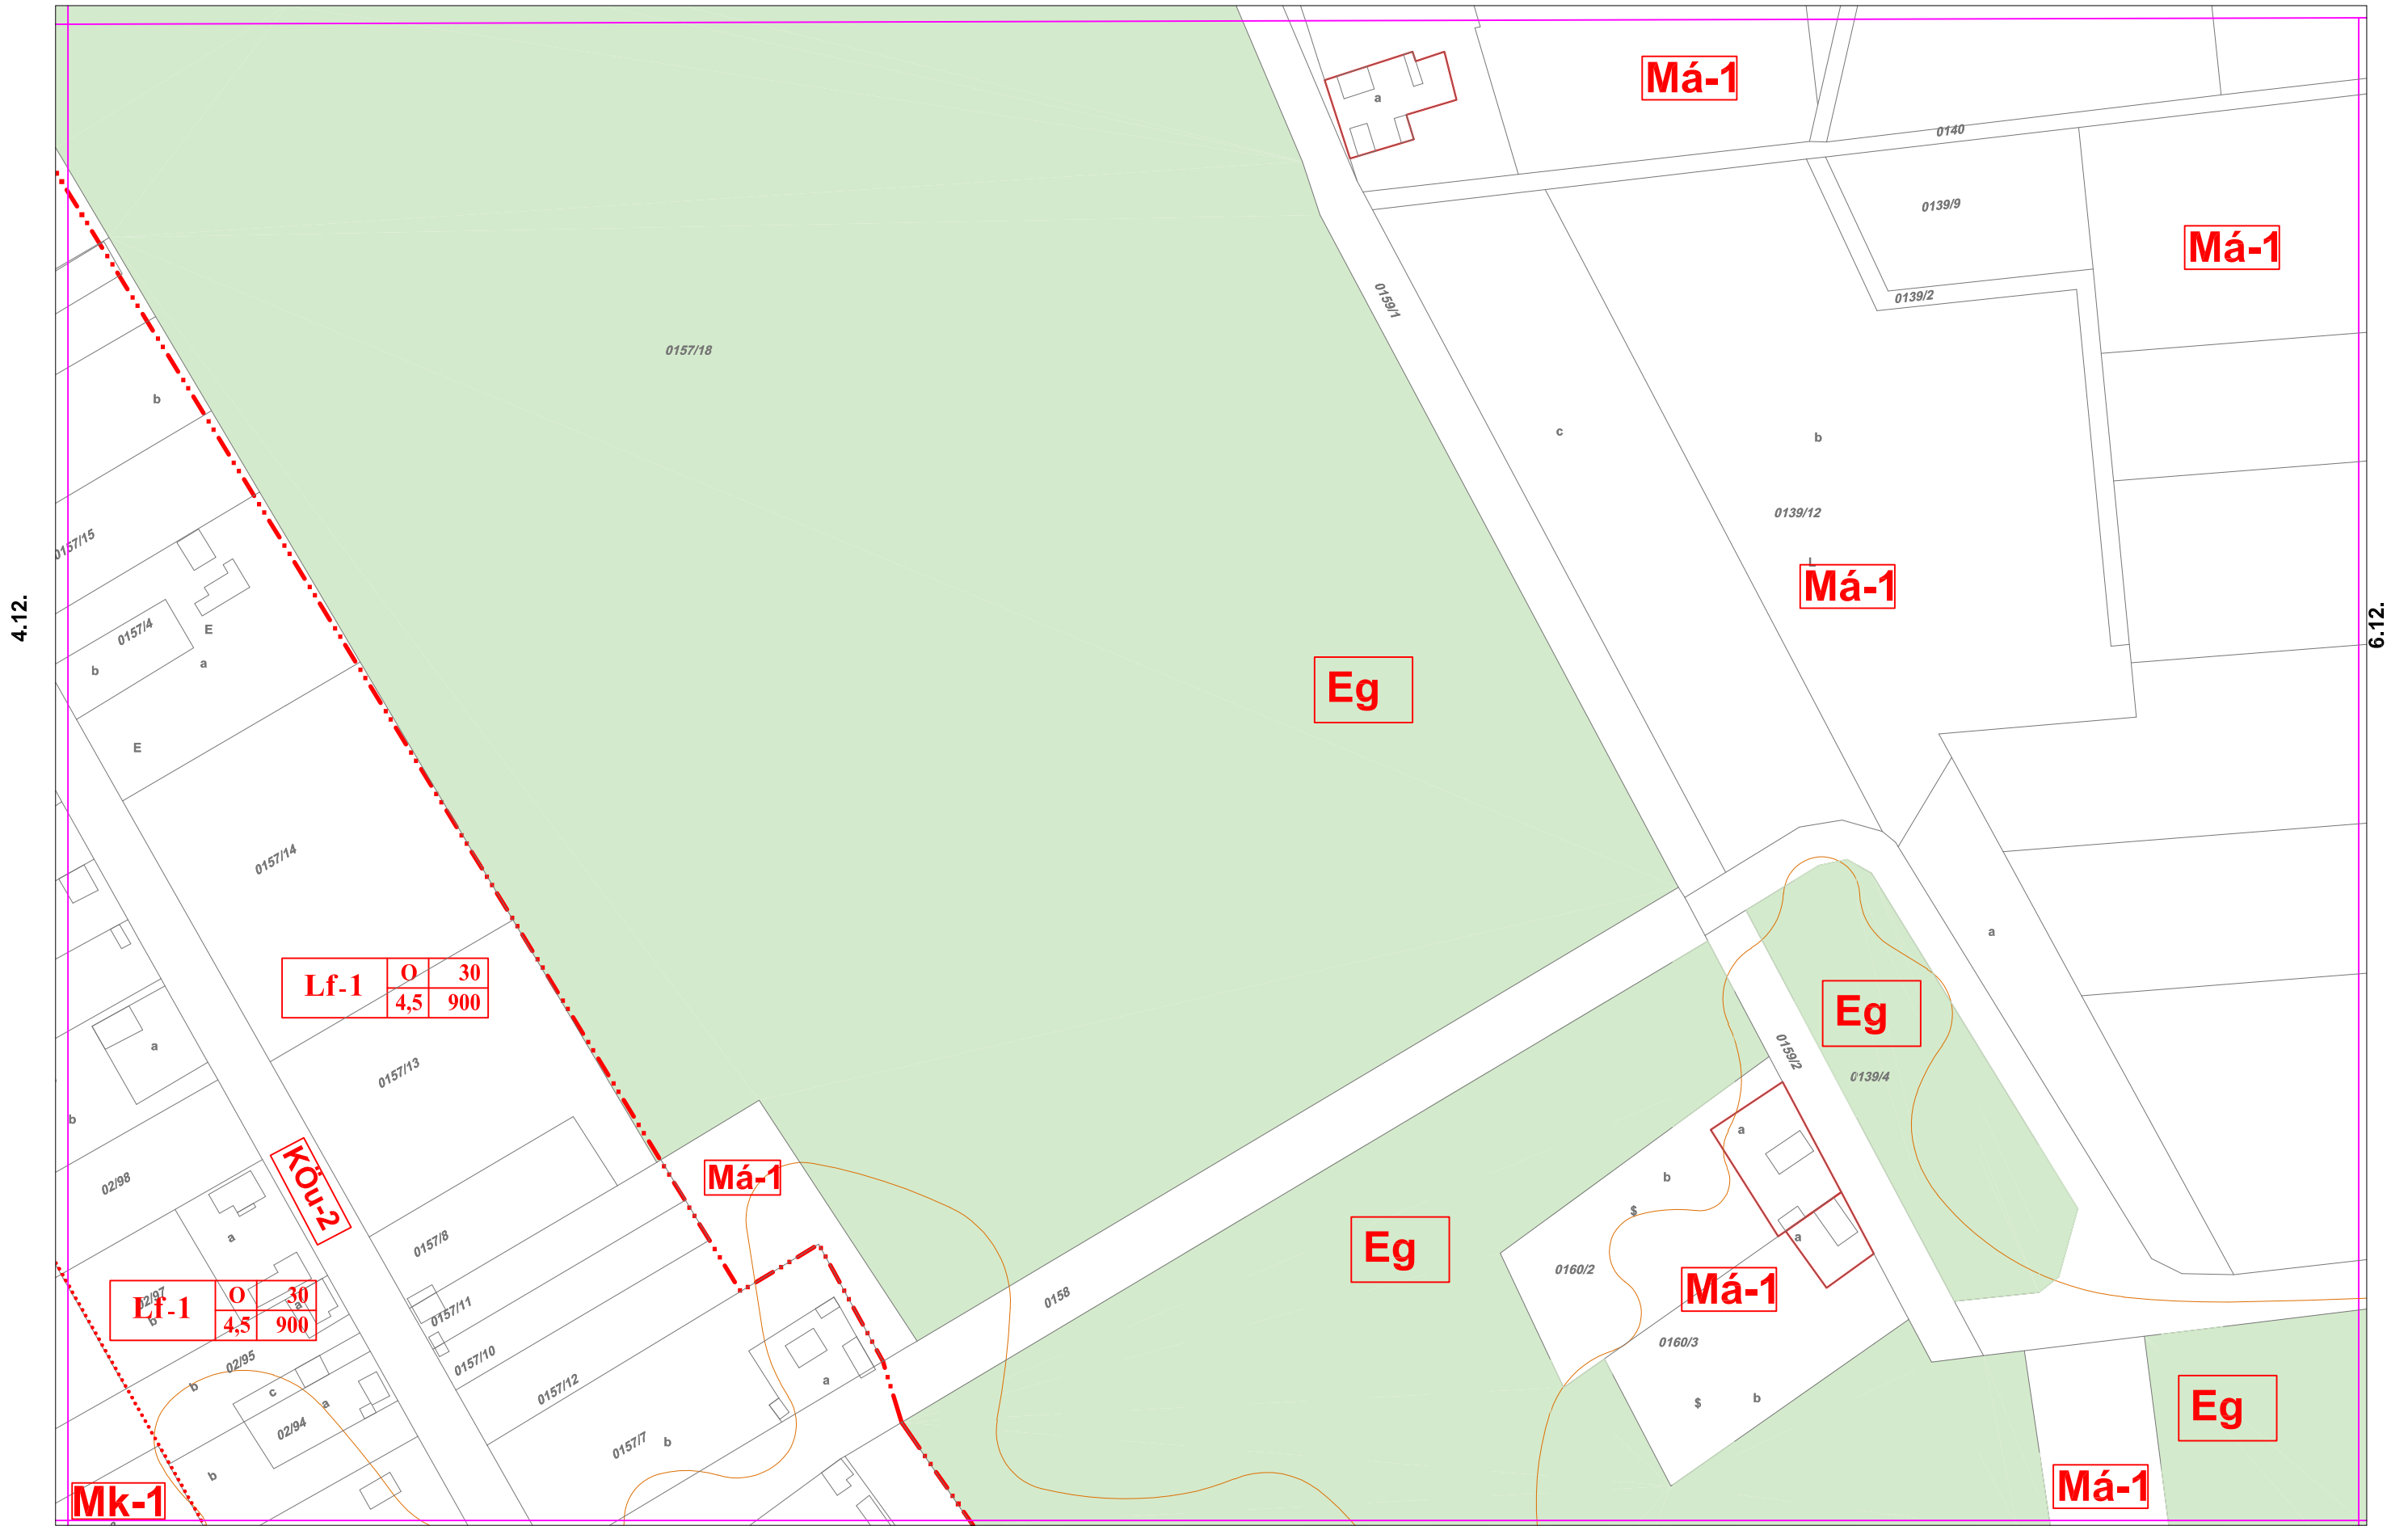 Má-1
a
0140
0139/9
Má-1
0159/1
0139/2
0157/18
b
c
b
0139/12
L
Má-1
0157/15
4.12.
6.12.
0157/4
E
a
b
Eg
E
0157/14
a
Lf-1 O 30
4,5 900
Eg
a
0157/13
0159/2
0139/4
b
a
02/98
KÖu-2
Má-1
b
$
a
0157/8
a
Eg
0160/2
Má-1
Lf-1 O 30
4,5 900
02/97
a
b
0158
0157/11
0160/3
02/95
0157/10
b
c
a
0157/12
a
$
b
Eg
02/94
0157/7
b
b
Má-1
Mk-1